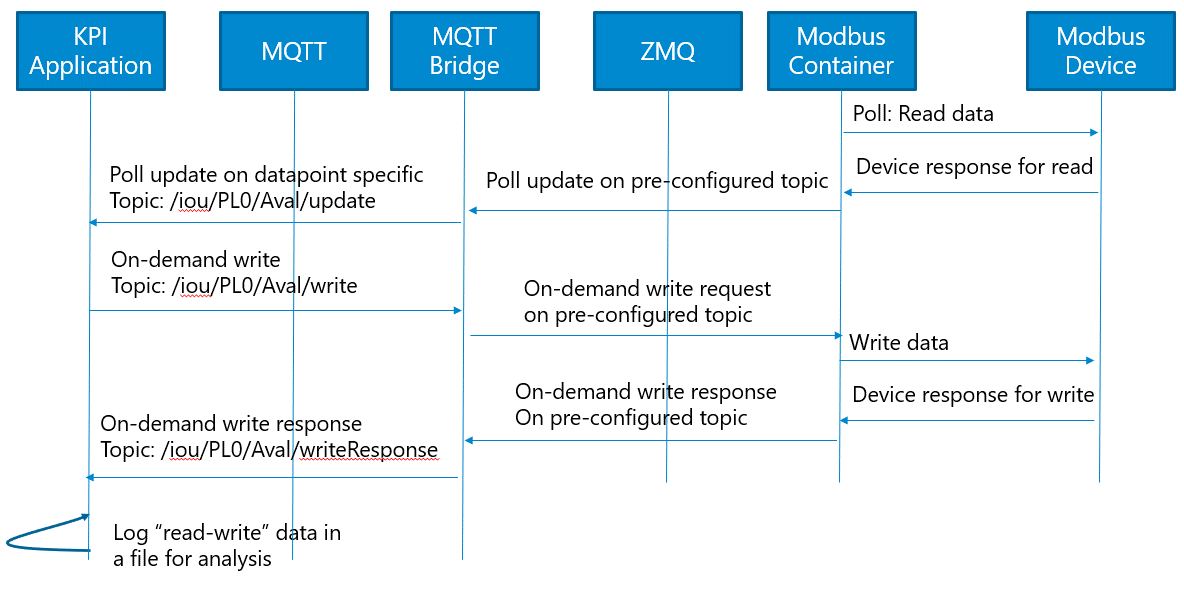 KPI
Application
MQTT
MQTT
Bridge
ZMQ
Modbus
Container
Modbus
Device
Poll: Read data
Device response for read
Poll update on datapoint specific
Topic: /iou/PL0/Aval/update
Poll update on pre-configured topic
On-demand write
Topic: /iou/PL0/Aval/write
On-demand write request
on pre-configured topic
Write data
On-demand write response
On pre-configured topic
Device response for write
On-demand write response
Topic: /iou/PL0/Aval/writeResponse
Log “read-write” data in
a file for analysis